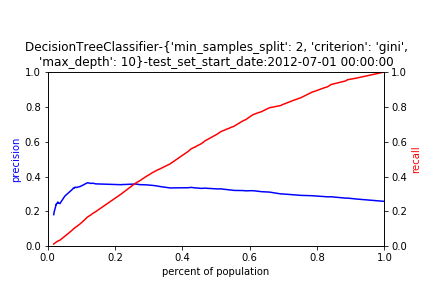 DecisionTreeClassifier-{'min_samples_split': 2, 'criterion': 'gini',
'max_depth': 10}-test_set_start_date:2012-07-01 00:00:00
1.0
0.8
0.6
0.4
0.2
0.0
precision
1.0
0.8
0.6
0.4
0.2
0.0
recall
0.0 0.2 0.4 0.6 0.8 1.0
percent of population